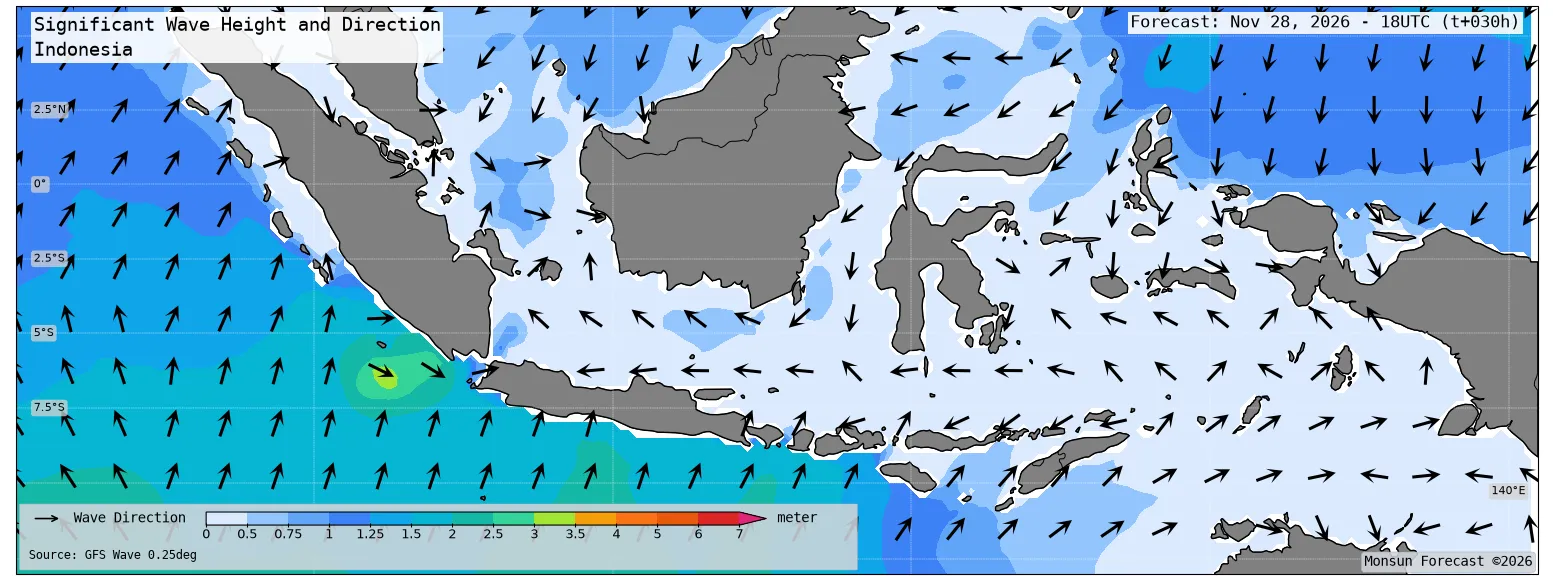 Significant Wave Height and Direction
Indonesia
Forecast: Nov 28, 2026 - 18UTC (t+030h)
2.5°N
0°
2.5°S
5°S
7.5°S
140°E
Wave Direction
meter
0 0.5 0.75 1 1.25 1.5 2 2.5 3 3.5 4 5 6 7
Source: GFS Wave 0.25deg
Monsun Forecast ©2026